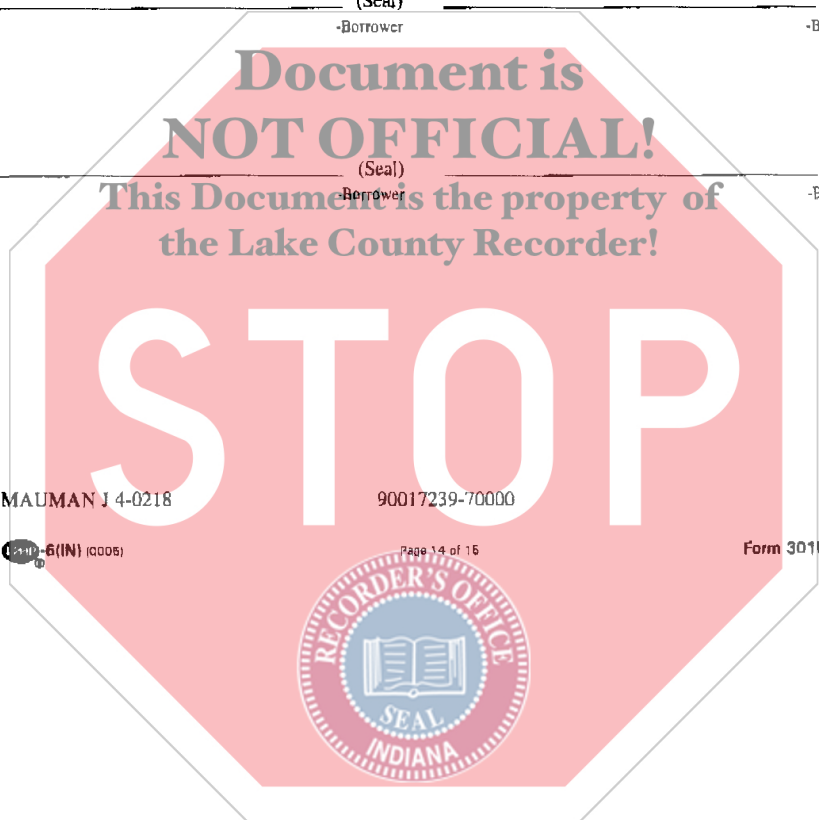 (Seal)
-Borrower
Document is
NOT OFFICIAL!
(Seal)
-Borrower
This Document is the property of
the Lake County Recorder!
STOP
MAUMAN J 4-0218
90017239-70000
-6(IN) (0005)
Page 14 of 15
Form 301
RECORDER'S OFFICE
SEAL
INDIANA